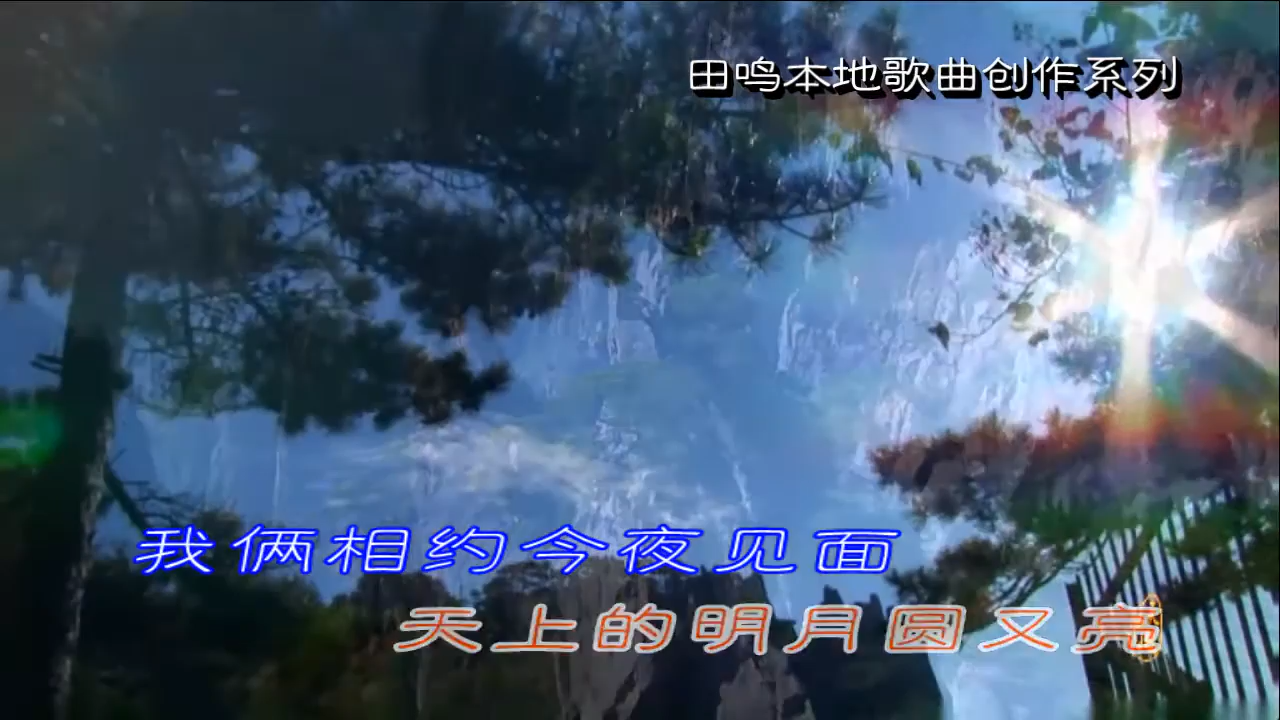 田鸣本地歌曲创作系列
我俩相约今夜见面
天上的明月圆又亮